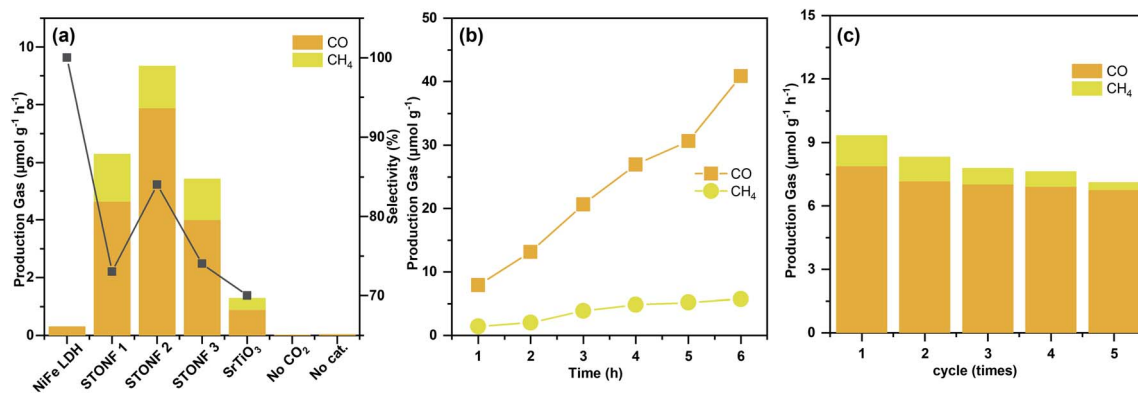 (a)
CO
CH₄
Production Gas (μmol g⁻¹ h⁻¹)
10
8
6
4
2
0
100
90
80
70
Selectivity (%)
NiFe LDH
STONF 1
STONF 2
STONF 3
SrTiO₃
No CO₂
No cat.
(b)
Production Gas (μmol g⁻¹)
50
40
30
20
10
0
CO
CH₄
1 2 3 4 5 6
Time (h)
(c)
Production Gas (μmol g⁻¹ h⁻¹)
15
12
9
6
3
0
CO
CH₄
1 2 3 4 5
cycle (times)